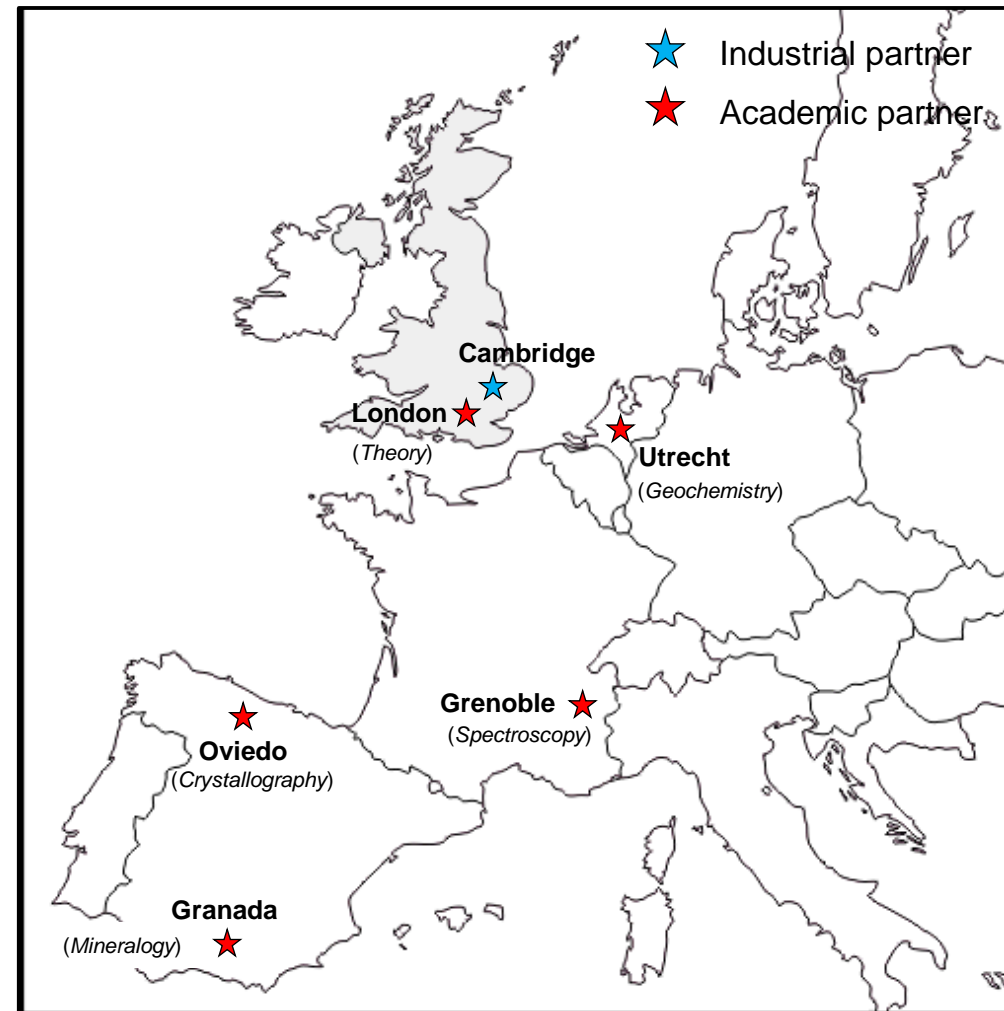 Industrial partner
Academic partner
Cambridge
London
(Theory)
Utrecht
(Geochemistry)
Grenoble
(Spectroscopy)
Oviedo
(Crystallography)
Granada
(Mineralogy)